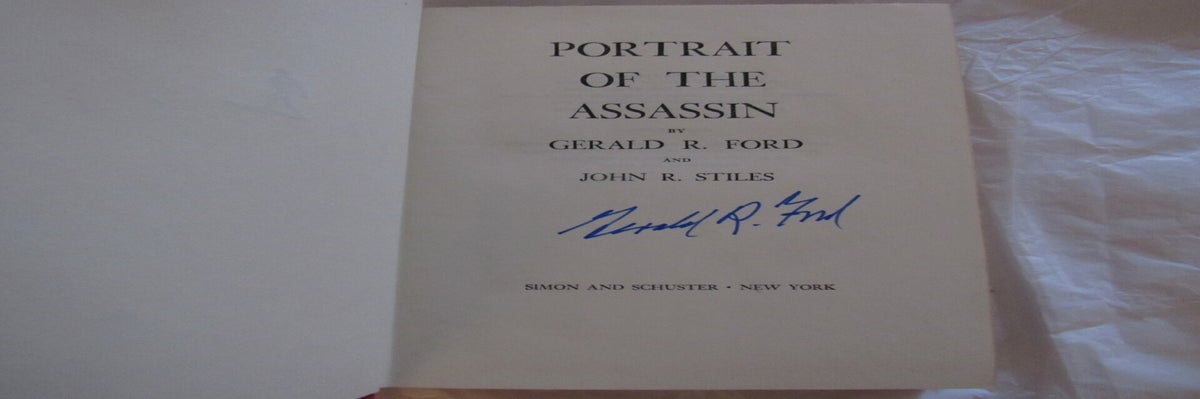 PORTRAIT
OF THE
ASSASSIN
BY
GERALD R. FORD
AND
JOHN R. STILES
Gerald R. Ford
SIMON AND SCHUSTER • NEW YORK